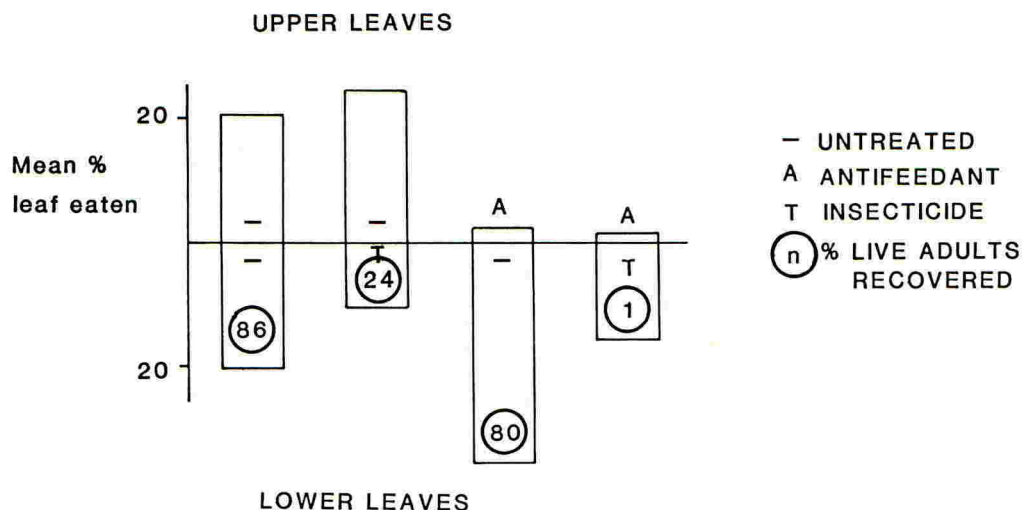 UPPER LEAVES
20
Mean %
leaf eaten
20
– –
86
– T
24
A –
80
A T
1
– UNTREATED
A ANTIFEEDANT
T INSECTICIDE
n % LIVE ADULTS
RECOVERED
LOWER LEAVES